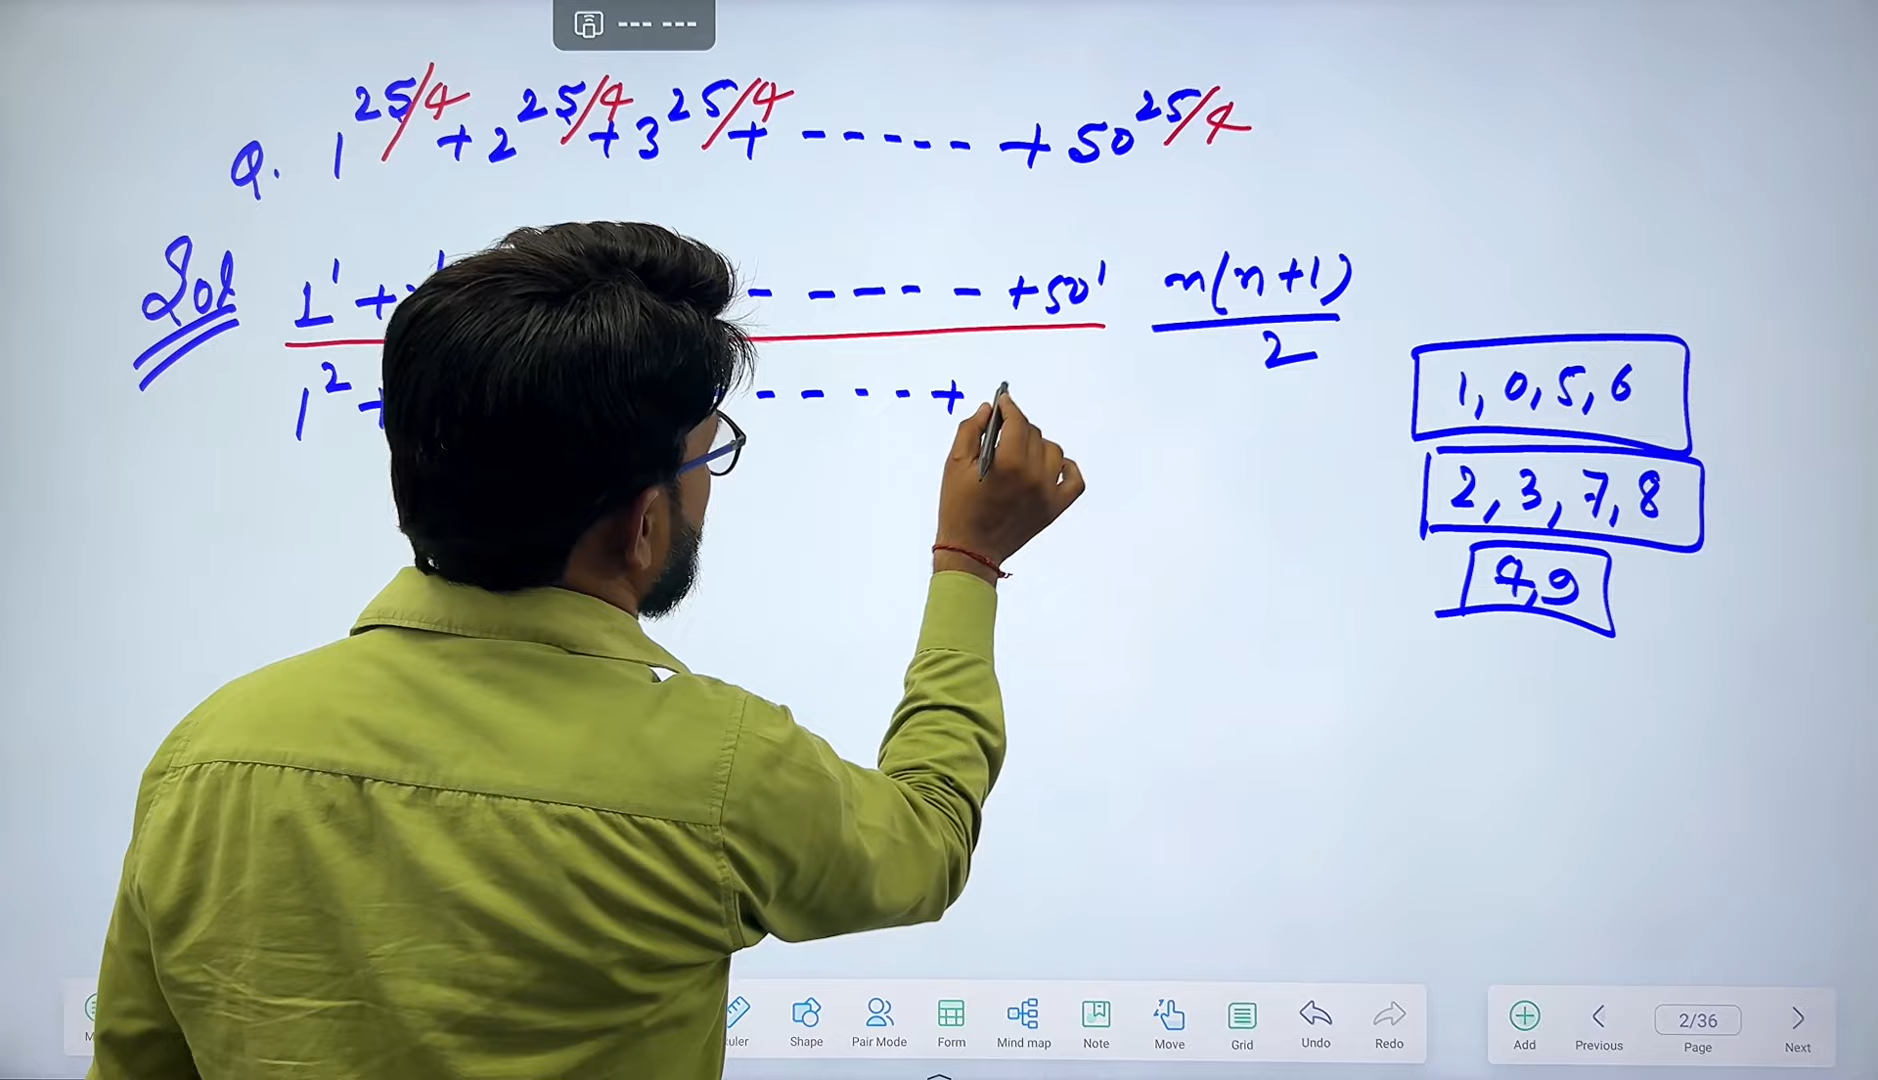 --- ---
Q. 1^25/4 + 2^25/4 + 3^25/4 + ----- + 50^25/4
Sol 1^1 + ----- +50^1 n(n+1)/2
1^2 + ---- +
1, 0, 5, 6
2, 3, 7, 8
4, 9
Shape Pair Mode Form Mind map Note Move Grid Undo Redo
Add Previous 2/36 Page Next